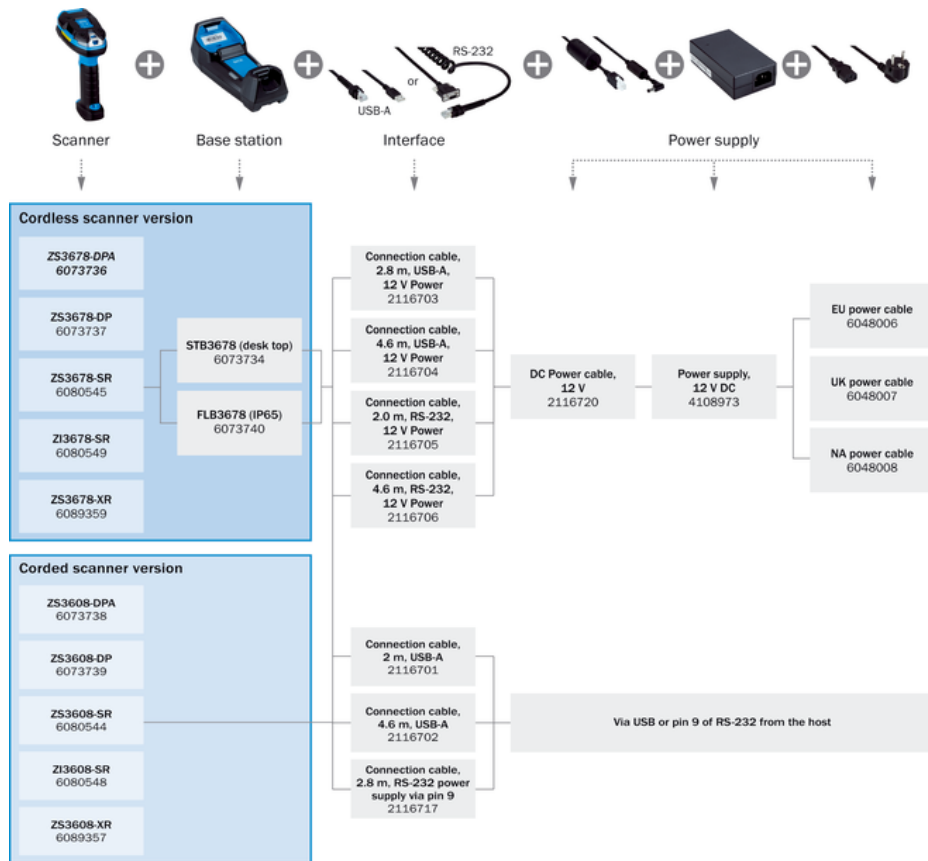 RS-232
or
USB-A
Scanner
Base station
Interface
Power supply
Cordless scanner version
ZS3678-DPA
6073736
ZS3678-DP
6073737
ZS3678-SR
6080545
ZI3678-SR
6080549
ZS3678-XR
6089359
STB3678 (desk top)
6073734
FLB3678 (IP65)
6073740
Connection cable,
2.8 m, USB-A,
12 V Power
2116703
Connection cable,
4.6 m, USB-A,
12 V Power
2116704
Connection cable,
2.0 m, RS-232,
12 V Power
2116705
Connection cable,
4.6 m, RS-232,
12 V Power
2116706
DC Power cable,
12 V
2116720
Power supply,
12 V DC
4108973
EU power cable
6048006
UK power cable
6048007
NA power cable
6048008
Corded scanner version
ZS3608-DPA
6073738
ZS3608-DP
6073739
ZS3608-SR
6080544
ZI3608-SR
6080548
ZS3608-XR
6089357
Connection cable,
2 m, USB-A
2116701
Connection cable,
4.6 m, USB-A
2116702
Connection cable,
2.8 m, RS-232 power
supply via pin 9
2116717
Via USB or pin 9 of RS-232 from the host